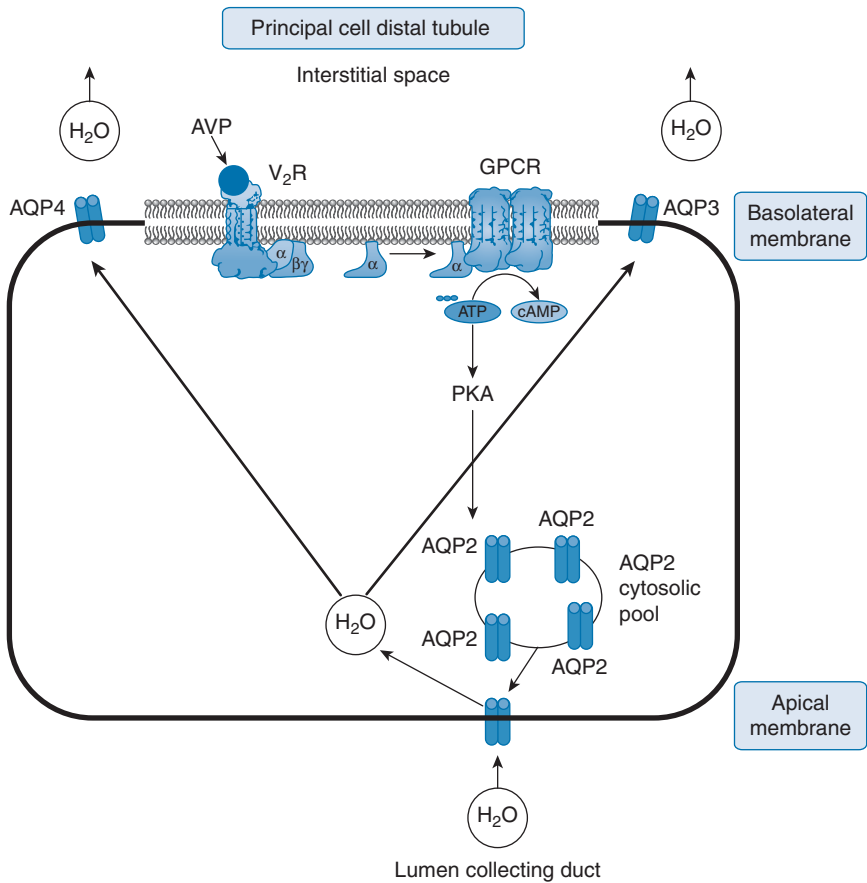 Principal cell distal tubule
Interstitial space
H₂O
H₂O
AVP
V₂R
GPCR
AQP4
AQP3
Basolateral
membrane
α
βγ
α
α
ATP
cAMP
PKA
AQP2
AQP2
AQP2
cytosolic
pool
H₂O
AQP2
AQP2
Apical
membrane
H₂O
Lumen collecting duct